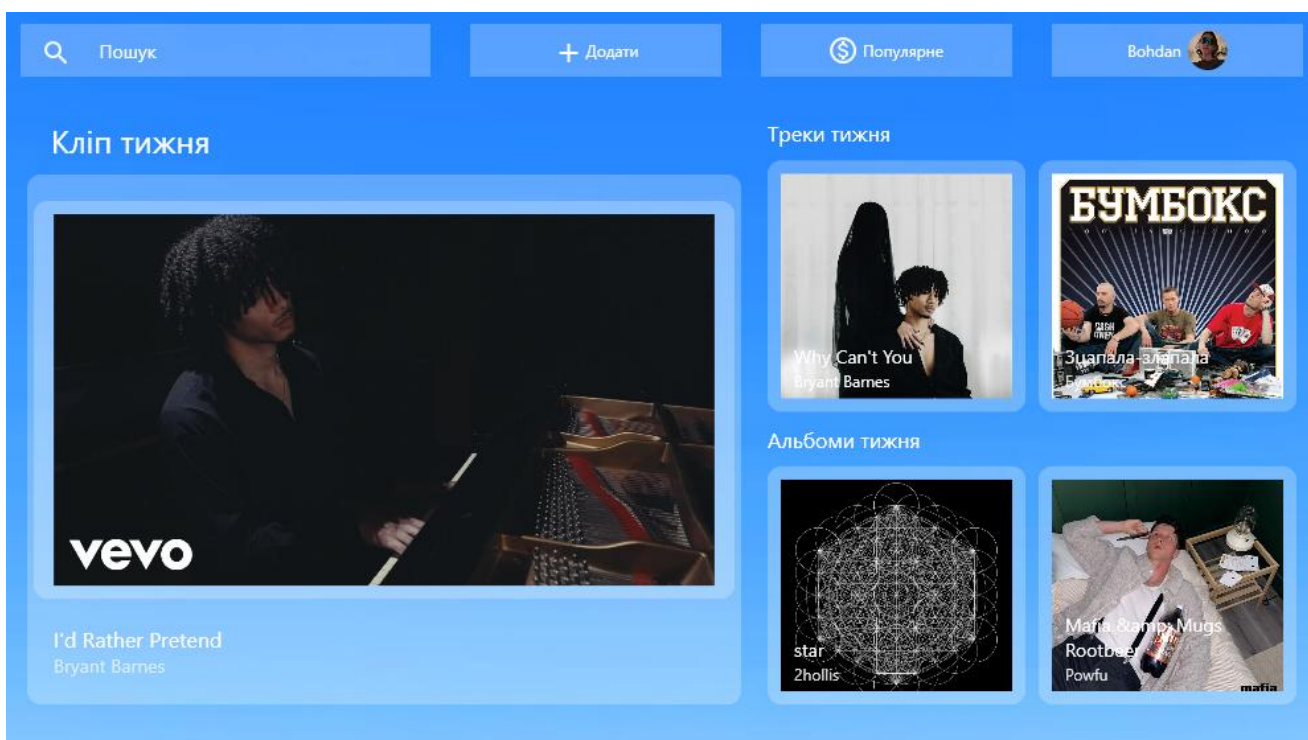 Пошук
Додати
Популярне
Bohdan
Кліп тижня
vevo
I'd Rather Pretend
Bryant Barnes
Треки тижня
Why Can't You
Bryant Barnes
БУМБОКС
Зцапала-злапала
Бумбокс
Альбоми тижня
star
2hollis
Mafia &amp; Mugs
Rootbeer
Powfu
mafia